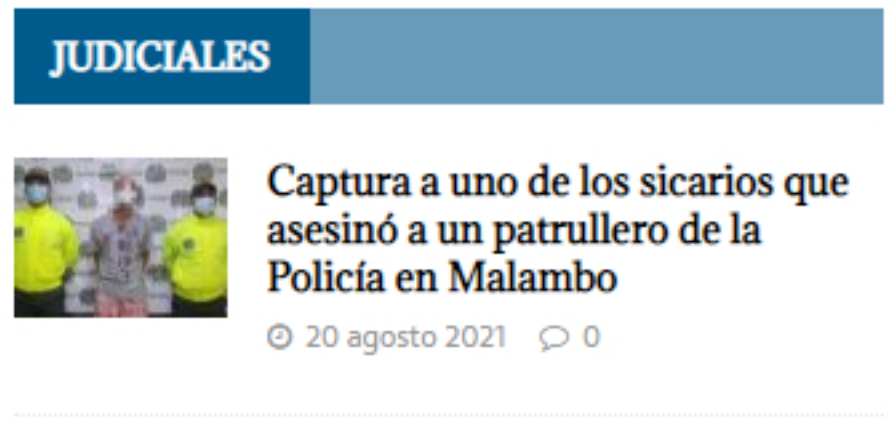 JUDICIALES
Captura a uno de los sicarios que
asesinó a un patrullero de la
Policía en Malambo
20 agosto 2021 0